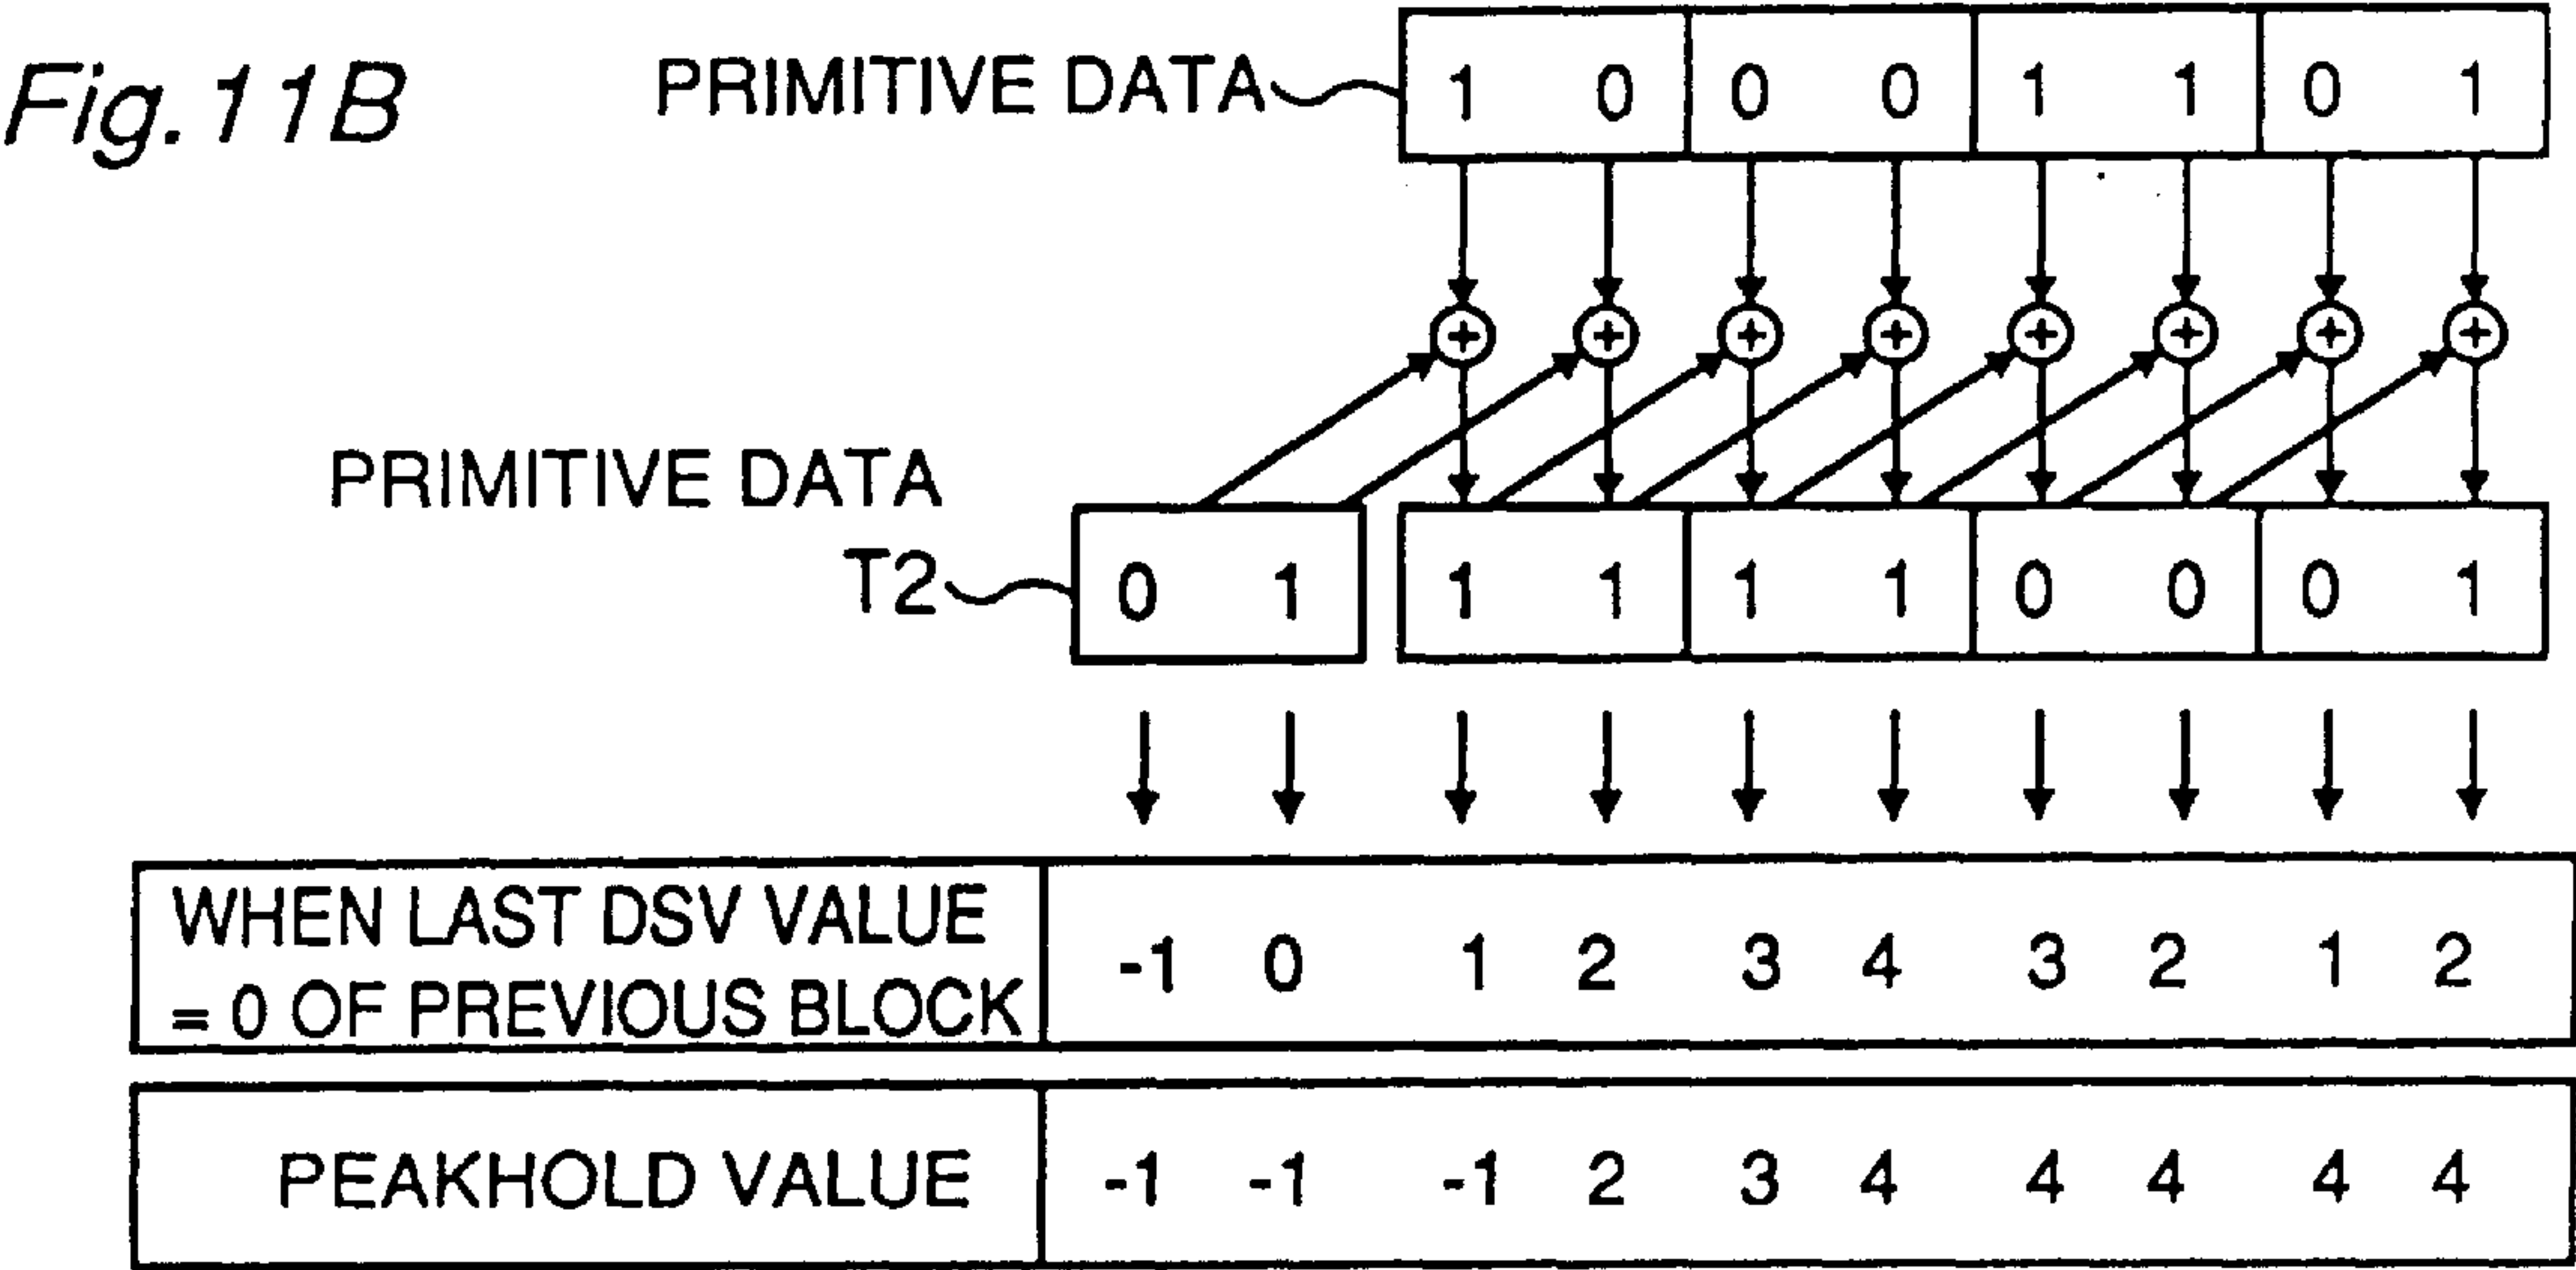 Fig. 11B
PRIMITIVE DATA
1 0 0 0 1 1 0 1
+ + + + + + + +
PRIMITIVE DATA
T2
0 1 1 1 1 1 0 0 0 1
WHEN LAST DSV VALUE
= 0 OF PREVIOUS BLOCK
-1 0 1 2 3 4 3 2 1 2
PEAKHOLD VALUE
-1 -1 -1 2 3 4 4 4 4 4